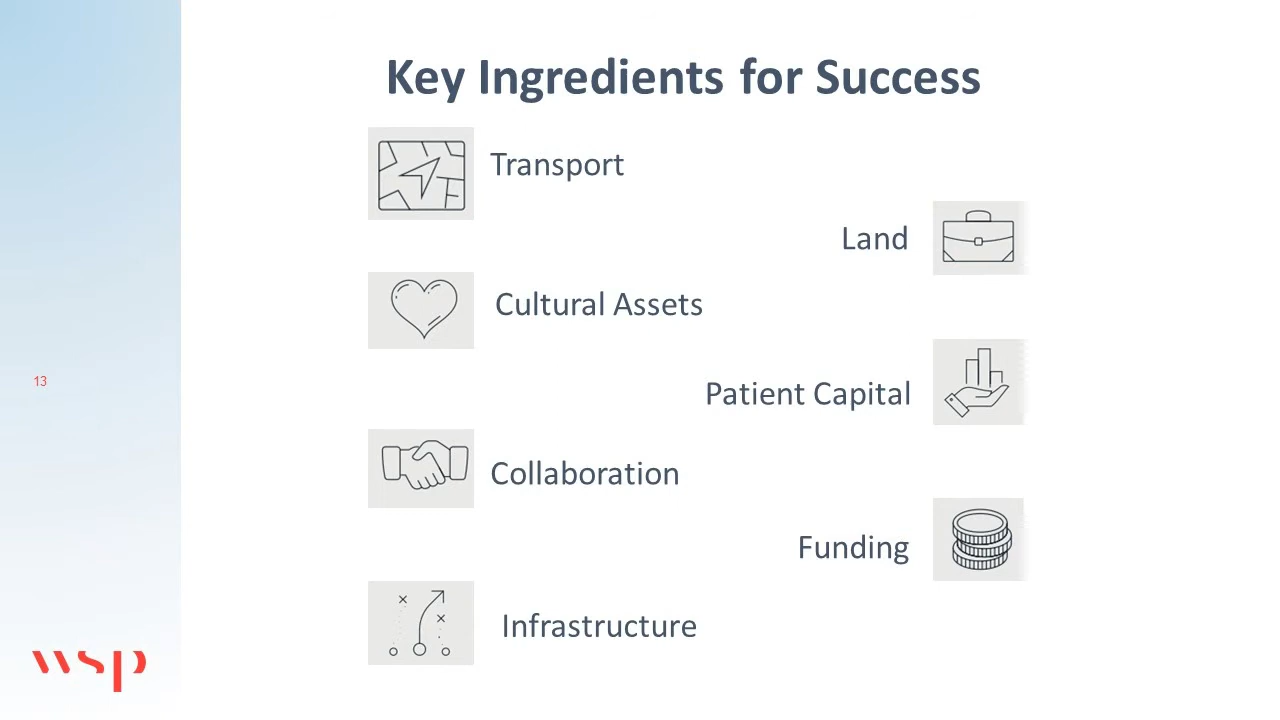 Key Ingredients for Success
Transport
Land
Cultural Assets
Patient Capital
13
Collaboration
Funding
Infrastructure
wsp